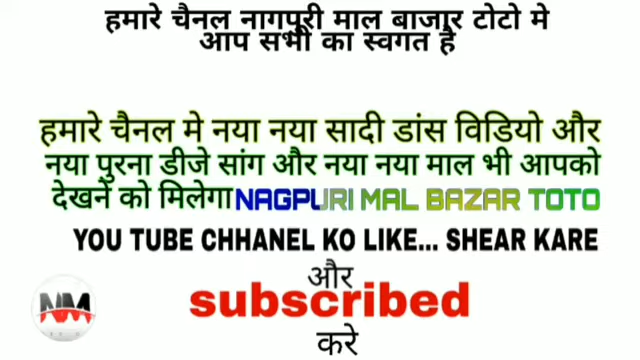 हमारे चैनल नागपुरी माल बाजार टोटो मे
आप सभी का स्वगत है
हमारे चैनल मे नया नया सादी डांस विडियो और
नया पुरना डीजे सांग और नया नया माल भी आपको
देखने को मिलेगा NAGPURI MAL BAZAR TOTO
YOU TUBE CHHANEL KO LIKE... SHEAR KARE
और
subscribed
करे
NM